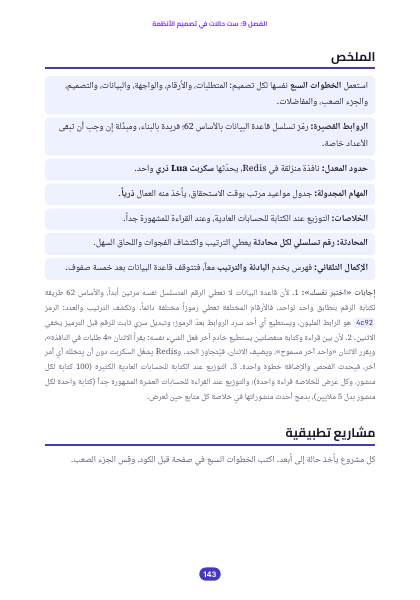 الفصل 9: ست حالات في تصميم الأنظمة
الملخص
استعمل الخطوات السبع نفسها لكل تصميم: المتطلبات، والأرقام، والواجهة، والبيانات، والتصميم،
والجزء الصعب، والمفاضلات.
الروابط القصيرة: رمّز تسلسل قاعدة البيانات بالأساس 62؛ فريدة بالبناء، ومبدّلة إن وجب أن تبقى
الأعداد خاصة.
حدود المعدل: نافذة منزلقة في Redis، يحدّثها سكربت Lua ذري واحد.
المهام المجدولة: جدول مواعيد مرتب بوقت الاستحقاق، يأخذ منه العمال ذرياً.
الخلاصات: التوزيع عند الكتابة للحسابات العادية، وعند القراءة للمشهورة جداً.
المحادثة: رقم تسلسلي لكل محادثة يعطي الترتيب واكتشاف الفجوات واللحاق السهل.
الإكمال التلقائي: فهرس يخدم البادئة والترتيب معاً، فتتوقف قاعدة البيانات بعد خمسة صفوف.
إجابات «اختبر نفسك»: 1. لأن قاعدة البيانات لا تعطي الرقم المتسلسل نفسه مرتين أبداً، والأساس 62 طريقة
لكتابة الرقم بتطابق واحد لواحد، فالأرقام المختلفة تعطي رموزاً مختلفة دائماً. وتكشف الترتيب والعدد: الرمز
4c92 هو الرابط المليون، ويستطيع أي أحد سرد الروابط بعدّ الرموز؛ وتبديل سري ثابت للرقم قبل الترميز يخفي
الاثنين. 2. لأن بين قراءة وكتابة منفصلتين يستطيع خادم آخر فعل الشيء نفسه: يقرأ الاثنان «4 طلبات في النافذة»،
ويقرر الاثنان «واحد آخر مسموح»، ويضيف الاثنان، فيُتجاوز الحد. وRedis يشغّل السكربت دون أن يتخلله أي أمر
آخر، فيحدث الفحص والإضافة خطوة واحدة. 3. التوزيع عند الكتابة للحسابات العادية الكثيرة (100 كتابة لكل
منشور، وكل عرض للخلاصة قراءة واحدة)؛ والتوزيع عند القراءة للحسابات العشرة المشهورة جداً (كتابة واحدة لكل
منشور بدل 5 ملايين)، بدمج أحدث منشوراتها في خلاصة كل متابع حين تُعرض.
مشاريع تطبيقية
كل مشروع يأخذ حالة إلى أبعد. اكتب الخطوات السبع في صفحة قبل الكود، وقِس الجزء الصعب.
143